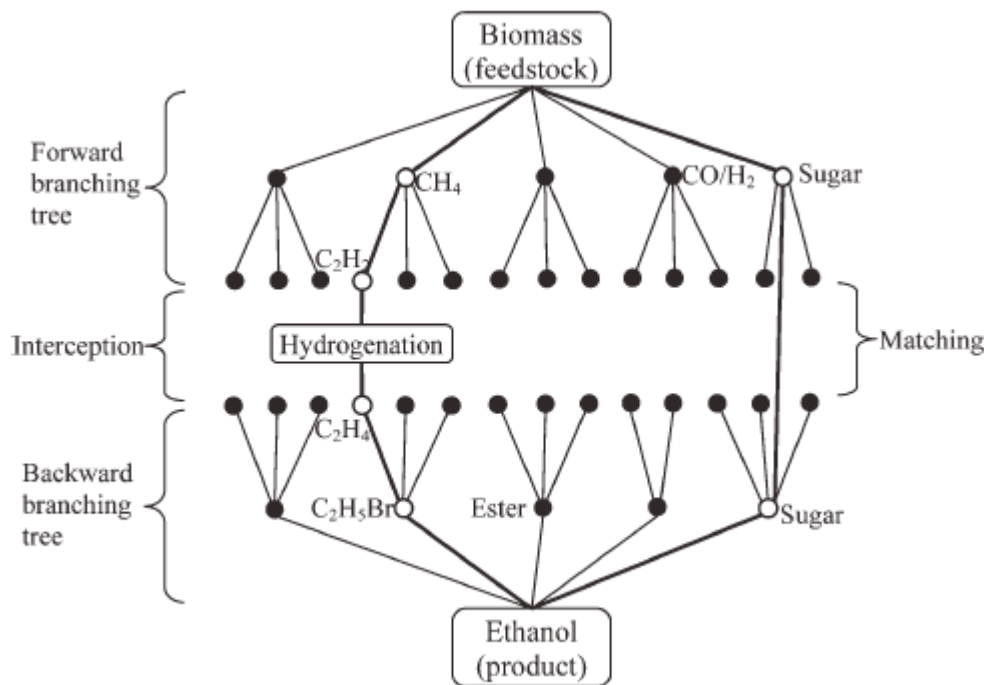 Biomass
(feedstock)
Forward
branching
tree
CH₄
CO/H₂
Sugar
C₂H₂
Interception
Hydrogenation
Matching
C₂H₄
Backward
branching
tree
C₂H₅Br
Ester
Sugar
Ethanol
(product)